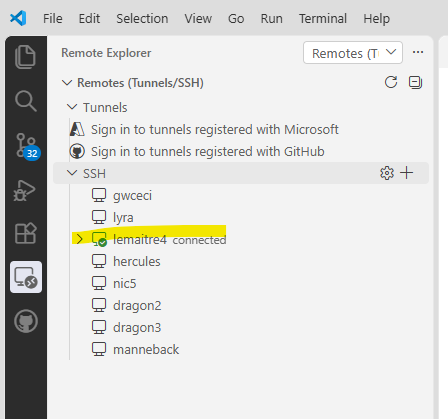 File Edit Selection View Go Run Terminal Help
Remote Explorer Remotes (T
Remotes (Tunnels/SSH)
Tunnels
Sign in to tunnels registered with Microsoft
32
Sign in to tunnels registered with GitHub
SSH
gwceci
lyra
lemaitre4 connected
hercules
nic5
dragon2
dragon3
manneback